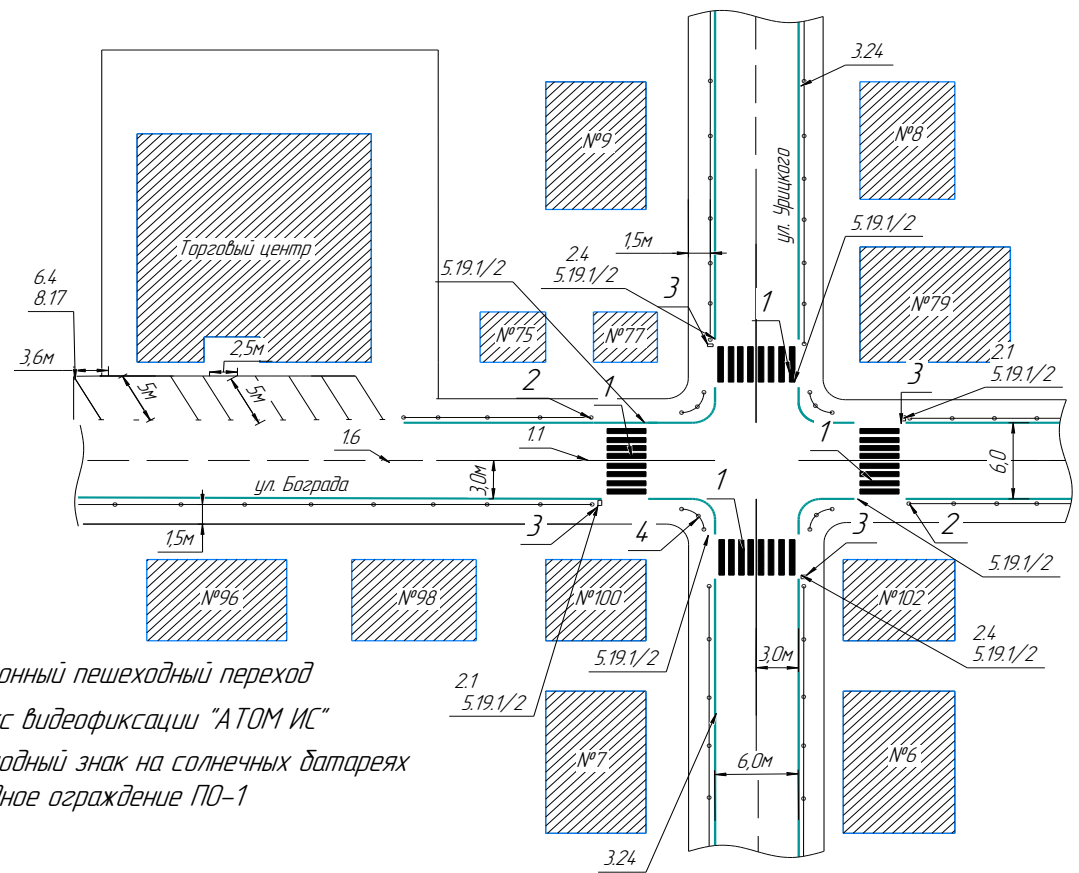 3.24
№9
№8
ул. Урицкого
5.19.1/2
Торговый центр
1,5м
2.4
5.19.1/2
5.19.1/2
3
1
№79
6.4
8.17
№75
№77
2.1
5.19.1/2
3,6м
2,5м
3
5м
5м
2
1
1
1.6
1.1
3,0м
6,0
ул. Бограда
1
1,5м
3
4
3
2
5.19.1/2
№96
№98
№100
№102
2.4
5.19.1/2
5.19.1/2
3,0м
онный пешеходный переход
2.1
5.19.1/2
с видеофиксации "АТОМ ИС"
одный знак на солнечных батареях
№7
6,0м
№6
ное ограждение ПО-1
3.24